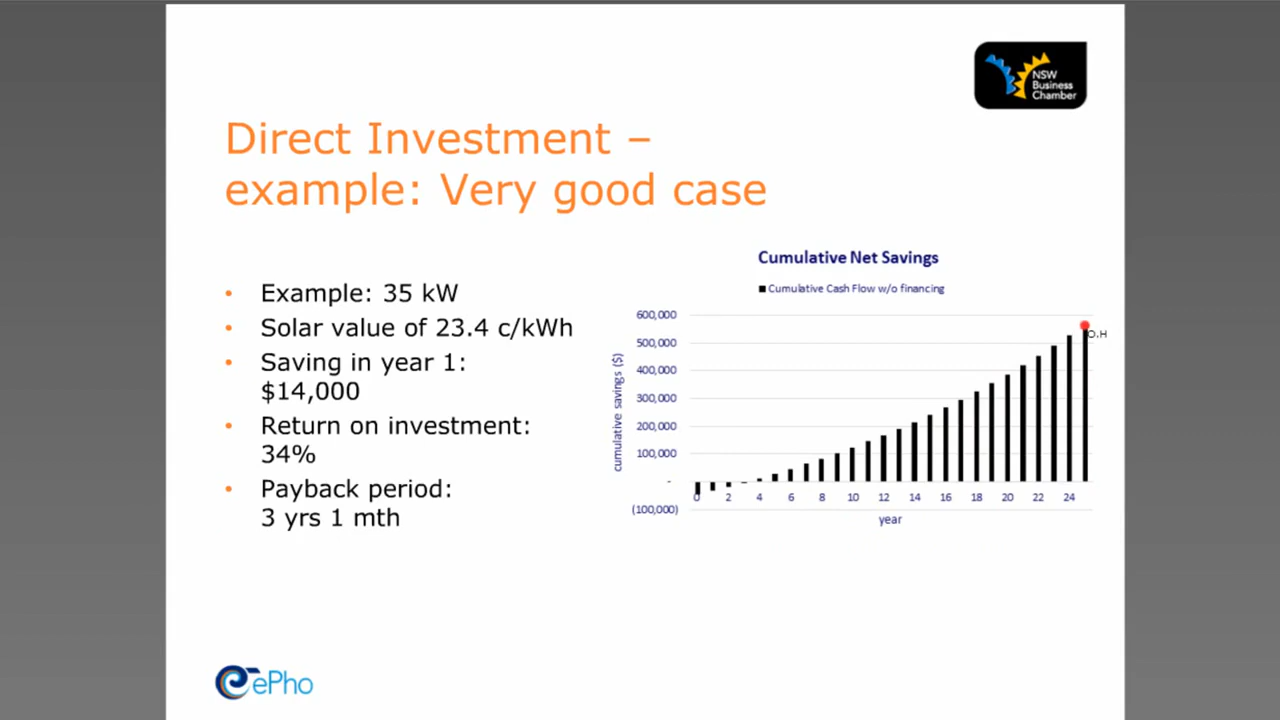 NSW
Business
Chamber
Direct Investment –
example: Very good case
• Example: 35 kW
• Solar value of 23.4 c/kWh
• Saving in year 1:
$14,000
• Return on investment:
34%
• Payback period:
3 yrs 1 mth
Cumulative Net Savings
Cumulative Cash Flow w/o financing
cumulative savings ($)
600,000
500,000
400,000
300,000
200,000
100,000
-
(100,000)
0 2 4 6 8 10 12 14 16 18 20 22 24
year
O.H
ePho